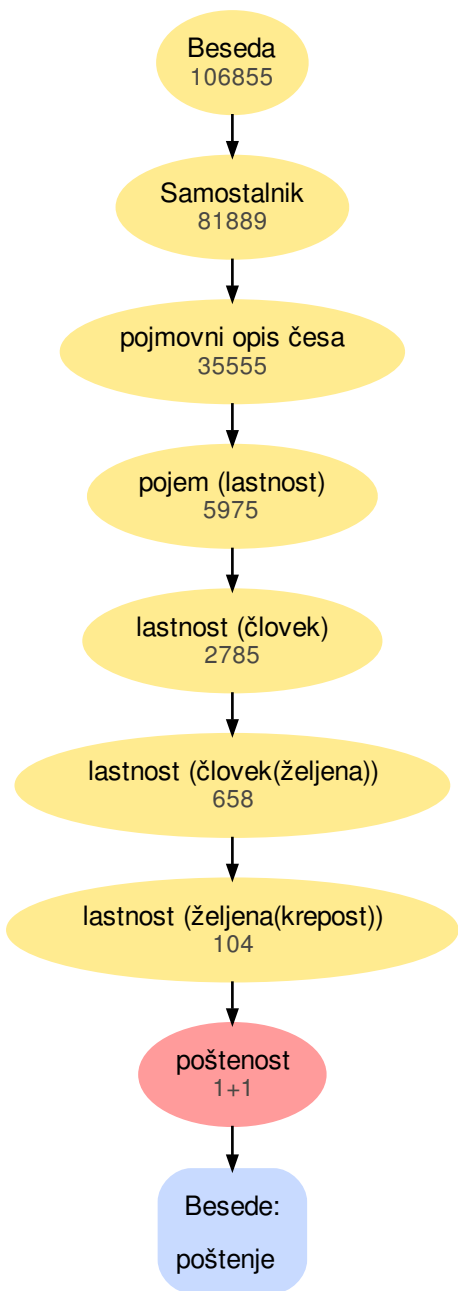 Beseda
106855
Samostalnik
81889
pojmovni opis česa
35555
pojem (lastnost)
5975
lastnost (človek)
2785
lastnost (človek(željena))
658
lastnost (željena(krepost))
104
poštenost
1+1
Besede:
poštenje